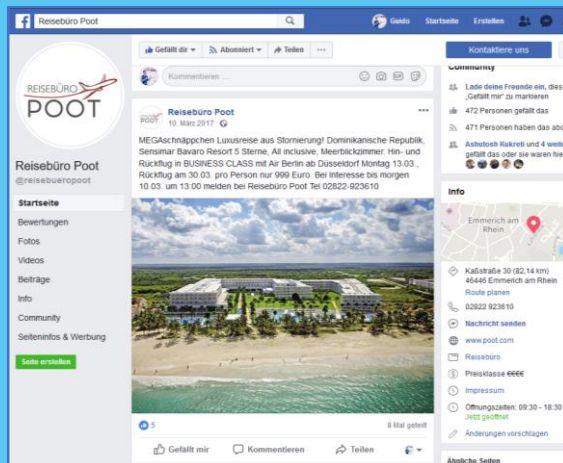 Reisebüro Poot
Guido
Startseite
Erstellen
REISEBÜRO
POOT
Reisebüro Poot
@reisebueropoot
Startseite
Bewertungen
Fotos
Videos
Beiträge
Info
Community
Seiteninfos & Werbung
Seite erstellen
Gefällt dir
Abonniert
Teilen
Kommentieren ...
Reisebüro Poot
10. März 2017
MEGAschnäppchen Luxusreise aus Stornierung! Dominikanische Republik,
Sensimar Bavaro Resort 5 Sterne, All inclusive, Meerblickzimmer. Hin- und
Rückflug in BUSINESS CLASS mit Air Berlin ab Düsseldorf Montag 13.03.,
Rückflug am 30.03. pro Person nur 999 Euro. Bei Interesse bis morgen
10.03. um 13:00 melden bei Reisebüro Poot Tel 02822-923610
5
8 Mal geteilt
Gefällt mir
Kommentieren
Teilen
Kontaktiere uns
Community
Lade deine Freunde ein, dies
„Gefällt mir“ zu markieren
472 Personen gefällt das
471 Personen haben das abo
Ashutosh Kukreti und 4 weite
gefällt das oder sie waren hie
Info
Emmerich am
Rhein
Kaßstraße 30 (82,14 km)
46446 Emmerich am Rhein
Route planen
02822 923610
Nachricht senden
www.poot.com
Reisebüro
Preisklasse €€€€
Impressum
Öffnungszeiten: 09:30 - 18:30
Jetzt geöffnet
Änderungen vorschlagen
Ähnliche Seiten